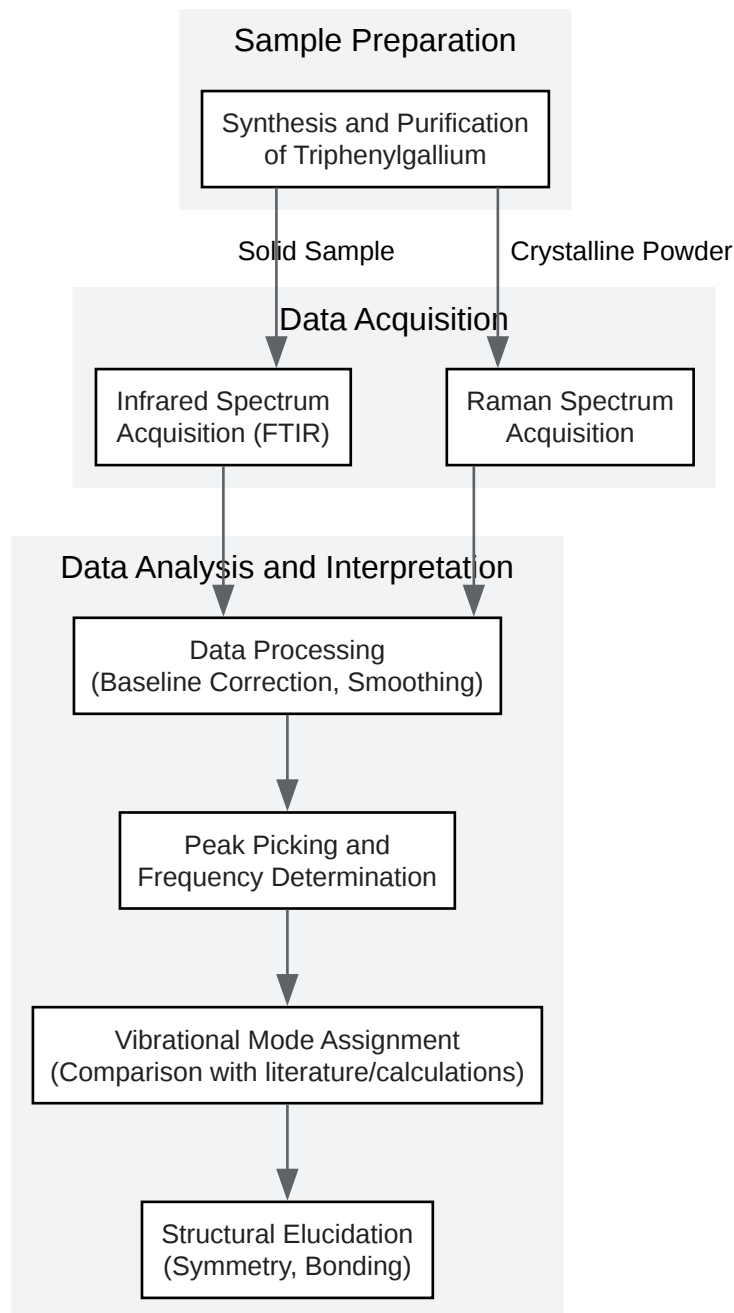 Sample Preparation
Synthesis and Purification
of Triphenylgallium
Solid Sample
Crystalline Powder
Data Acquisition
Infrared Spectrum
Acquisition (FTIR)
Raman Spectrum
Acquisition
Data Analysis and Interpretation
Data Processing
(Baseline Correction, Smoothing)
Peak Picking and
Frequency Determination
Vibrational Mode Assignment
(Comparison with literature/calculations)
Structural Elucidation
(Symmetry, Bonding)